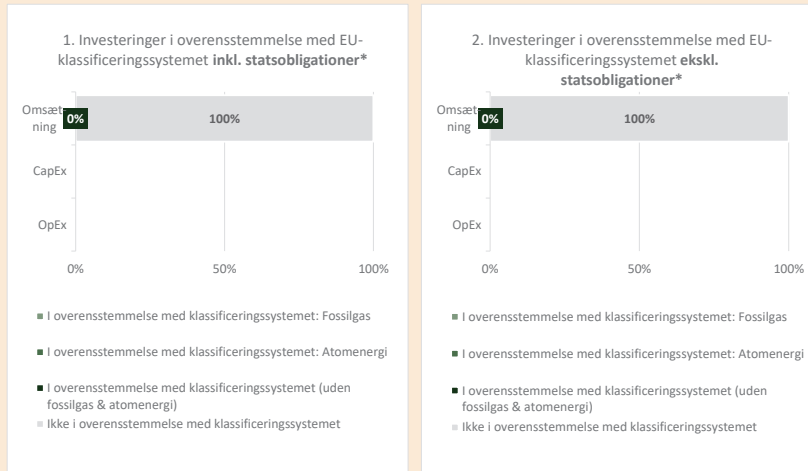 1. Investeringer i overensstemmelse med EU-
klassificeringssystemet inkl. statsobligationer*
Omsæt-
ning
0%
100%
CapEx
OpEx
0%
50%
100%
I overensstemmelse med klassificeringssystemet: Fossilgas
I overensstemmelse med klassificeringssystemet: Atomenergi
I overensstemmelse med klassificeringssystemet (uden
fossilgas & atomenergi)
Ikke i overensstemmelse med klassificeringssystemet
2. Investeringer i overensstemmelse med EU-
klassificeringssystemet ekskl.
statsobligationer*
Omsæt-
ning
0%
100%
CapEx
OpEx
0%
50%
100%
I overensstemmelse med klassificeringssystemet: Fossilgas
I overensstemmelse med klassificeringssystemet: Atomenergi
I overensstemmelse med klassificeringssystemet (uden
fossilgas & atomenergi)
Ikke i overensstemmelse med klassificeringssystemet